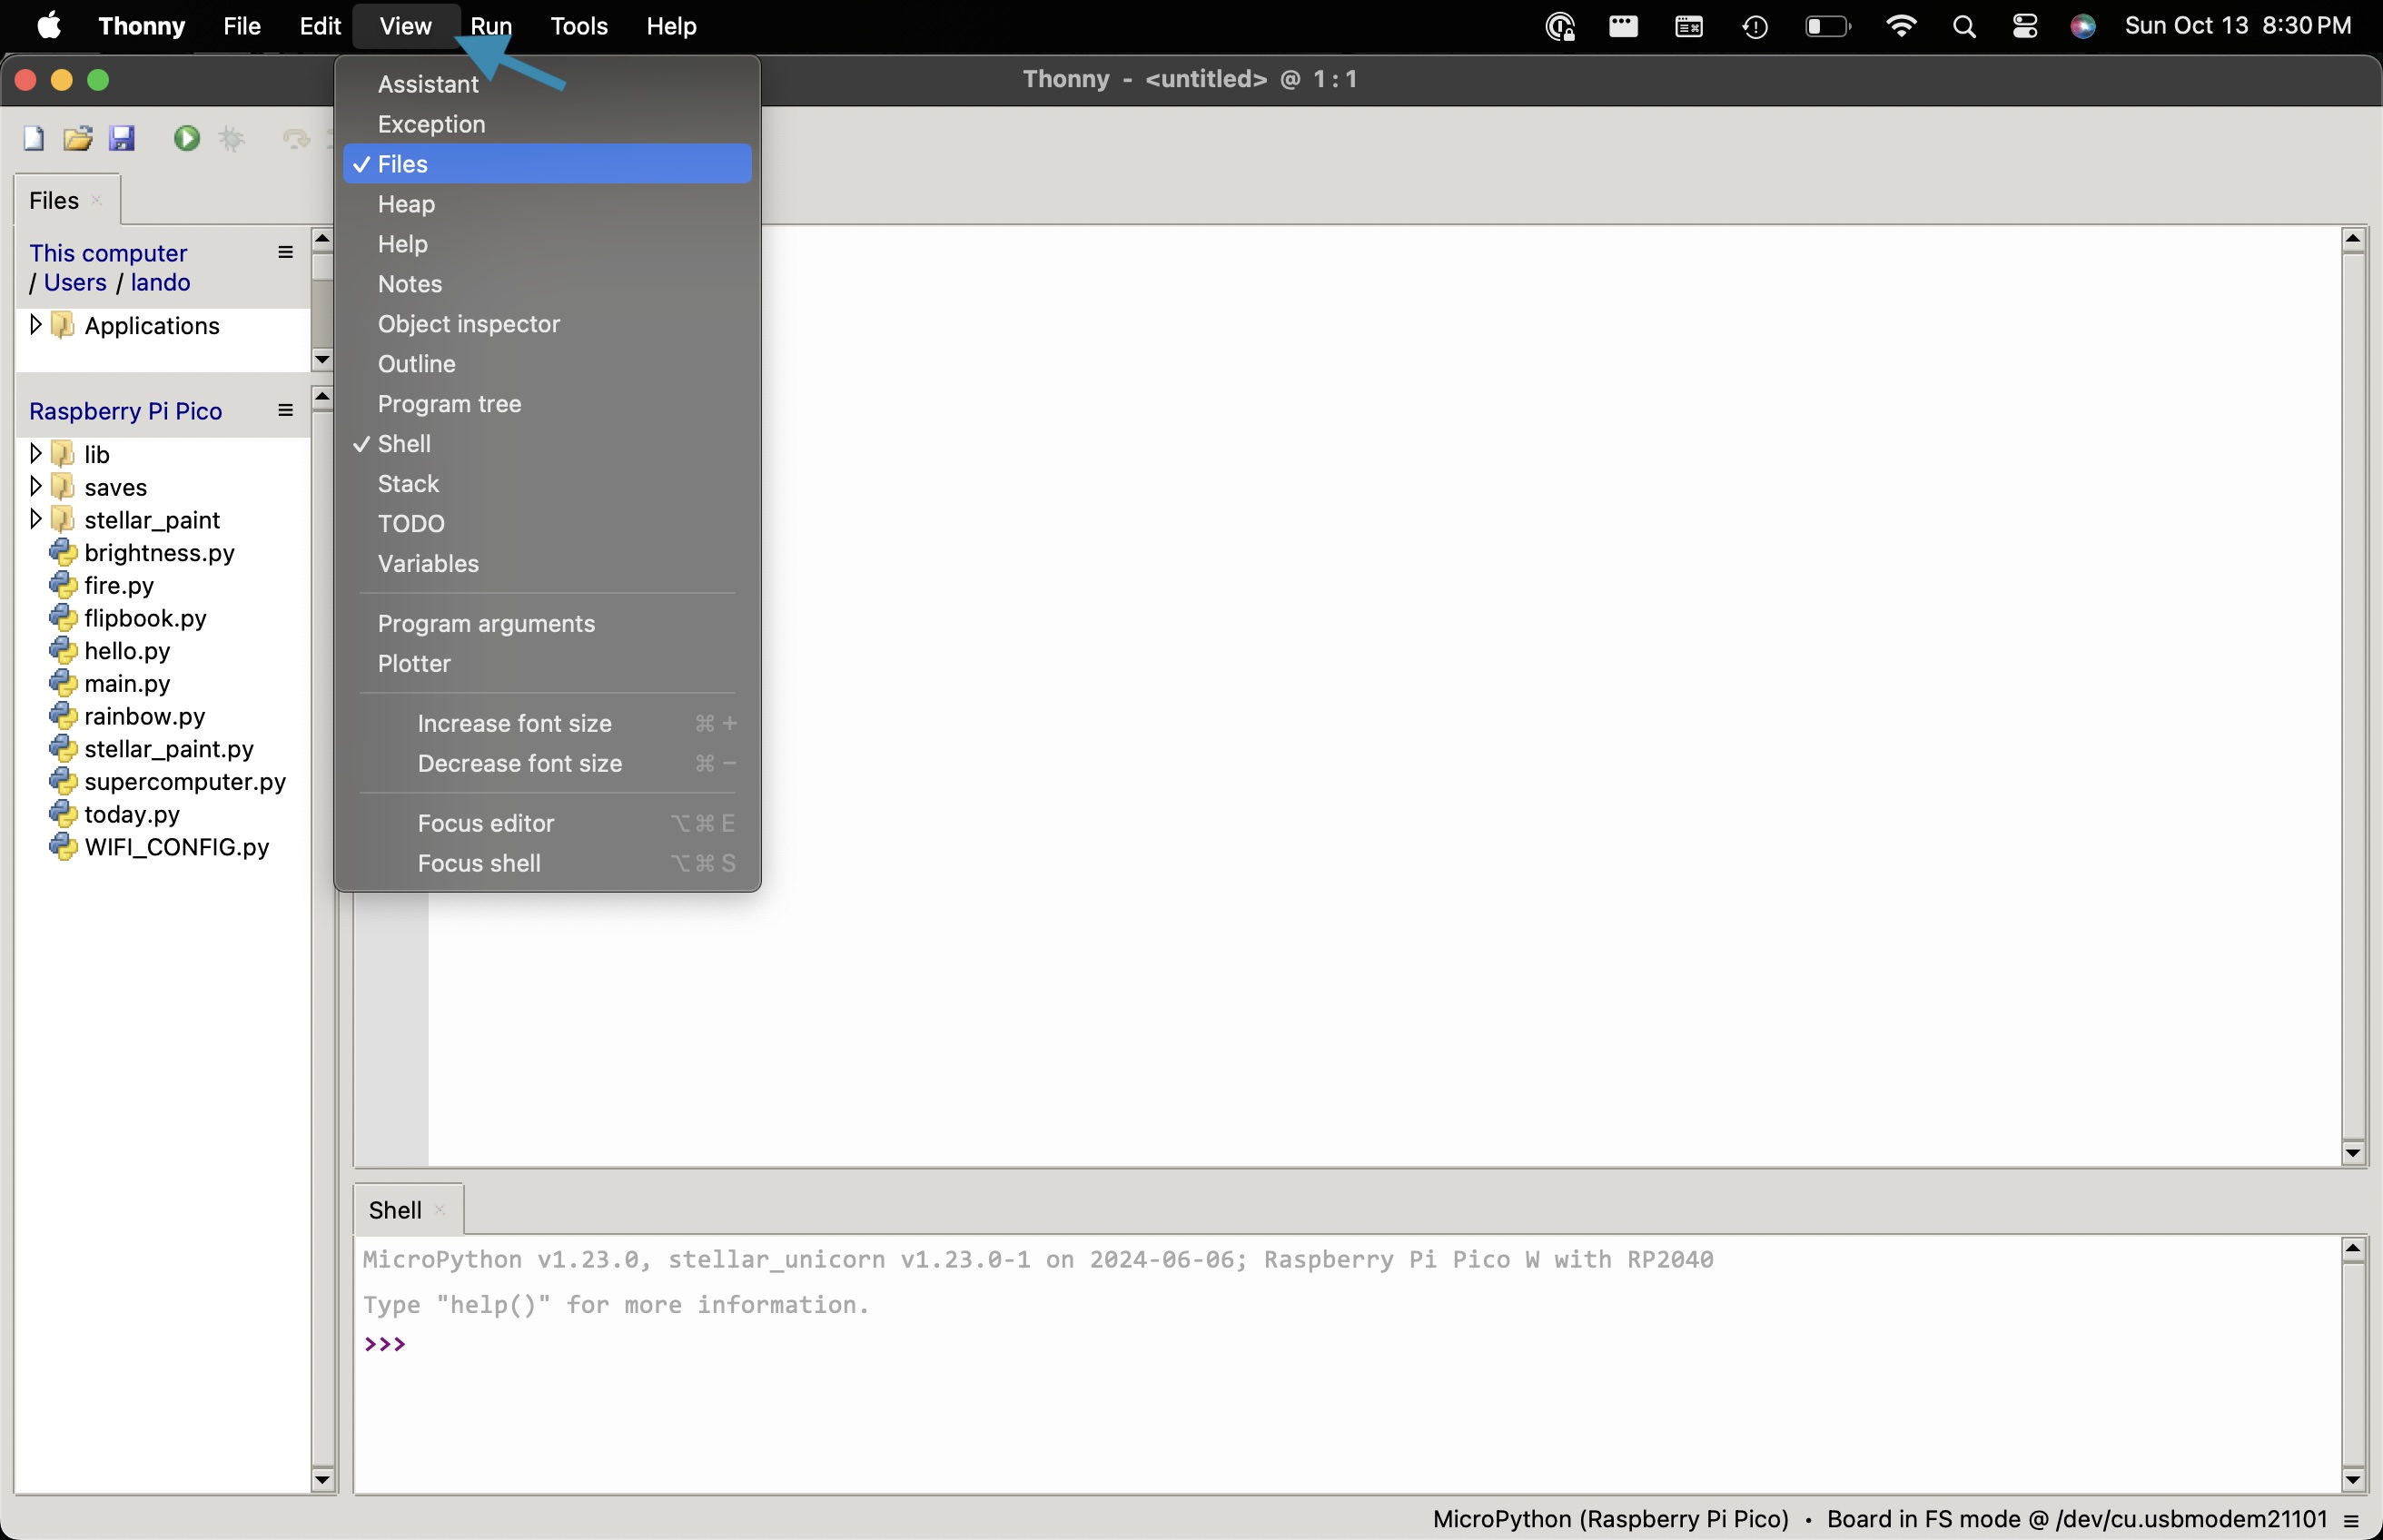 Thonny File Edit View Run Tools Help Sun Oct 13 8:30 PM
Thonny - <untitled> @ 1:1
Assistant
Exception
✓ Files
Heap
Help
Notes
Object inspector
Outline
Program tree
✓ Shell
Stack
TODO
Variables
Program arguments
Plotter
Increase font size ⌘ +
Decrease font size ⌘ −
Focus editor ⌥⌘ E
Focus shell ⌥⌘ S
Files
This computer
/ Users / lando
Applications
Raspberry Pi Pico
lib
saves
stellar_paint
brightness.py
fire.py
flipbook.py
hello.py
main.py
rainbow.py
stellar_paint.py
supercomputer.py
today.py
WIFI_CONFIG.py
Shell
MicroPython v1.23.0, stellar_unicorn v1.23.0-1 on 2024-06-06; Raspberry Pi Pico W with RP2040
Type "help()" for more information.
>>>
MicroPython (Raspberry Pi Pico) • Board in FS mode @ /dev/cu.usbmodem21101 ≡